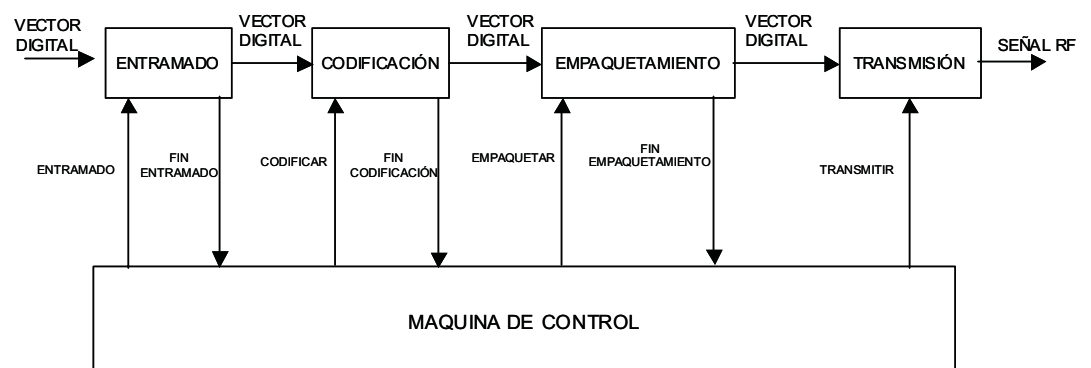 VECTOR
DIGITAL
ENTRAMADO
VECTOR
DIGITAL
CODIFICACIÓN
VECTOR
DIGITAL
EMPAQUETAMIENTO
VECTOR
DIGITAL
TRANSMISIÓN
SEÑAL RF
ENTRAMADO
FIN
ENTRAMADO
CODIFICAR
FIN
CODIFICACIÓN
EMPAQUETAR
FIN
EMPAQUETAMIENTO
TRANSMITIR
MAQUINA DE CONTROL